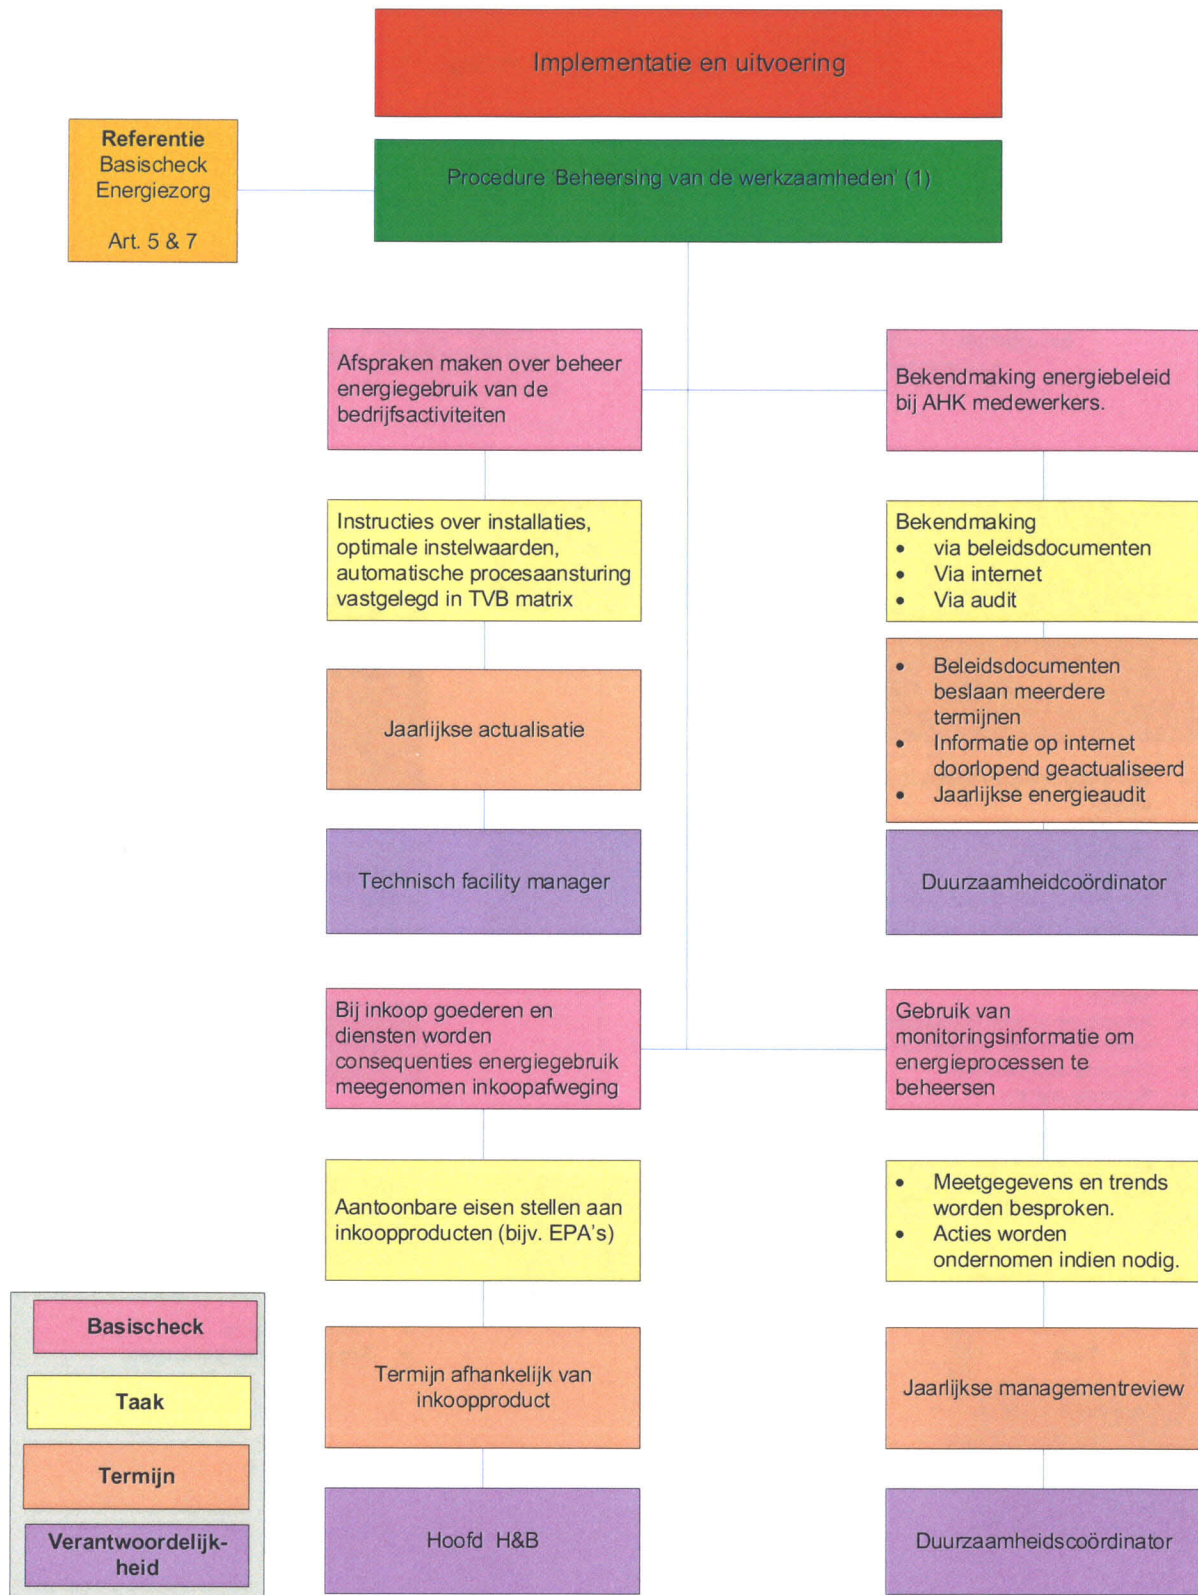 Implementatie en uitvoering
Referentie
Basischeck
Energiezorg
Art. 5 & 7
Procedure 'Beheersing van de werkzaamheden' (1)
Afspraken maken over beheer
energiegebruik van de
bedrijfsactiviteiten
Bekendmaking energiebeleid
bij AHK medewerkers.
Instructies over installaties,
optimale instelwaarden,
automatische procesaansturing
vastgelegd in TVB matrix
Bekendmaking
• via beleidsdocumenten
• Via internet
• Via audit
Jaarlijkse actualisatie
• Beleidsdocumenten
beslaan meerdere
termijnen
• Informatie op internet
doorlopend geactualiseerd
• Jaarlijkse energieaudit
Technisch facility manager
Duurzaamheidcoördinator
Bij inkoop goederen en
diensten worden
consequenties energiegebruik
meegenomen inkoopafweging
Gebruik van
monitoringsinformatie om
energieprocessen te
beheersen
Aantoonbare eisen stellen aan
inkoopproducten (bijv. EPA's)
• Meetgegevens en trends
worden besproken.
• Acties worden
ondernomen indien nodig.
Termijn afhankelijk van
inkoopproduct
Jaarlijkse managementreview
Hoofd H&B
Duurzaamheidscoördinator
Basischeck
Taak
Termijn
Verantwoordelijk-
heid